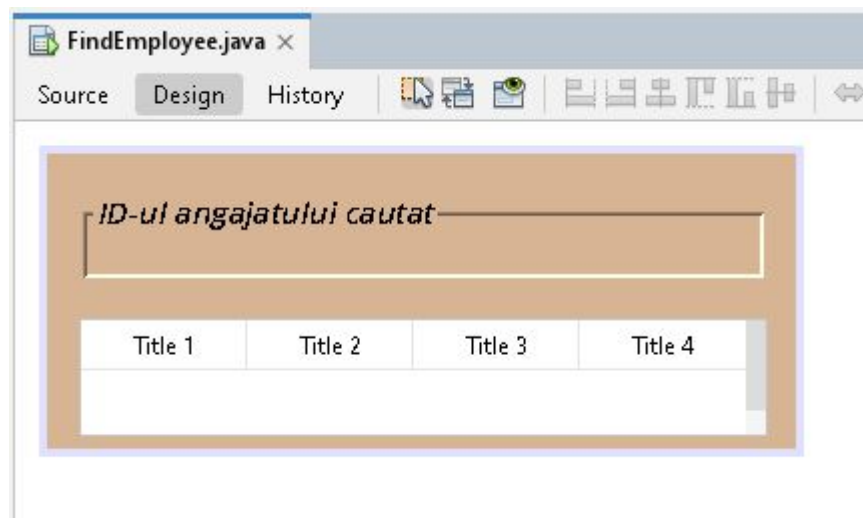 FindEmployee.java
Source Design History
ID-ul angajatului cautat
Title 1 Title 2 Title 3 Title 4